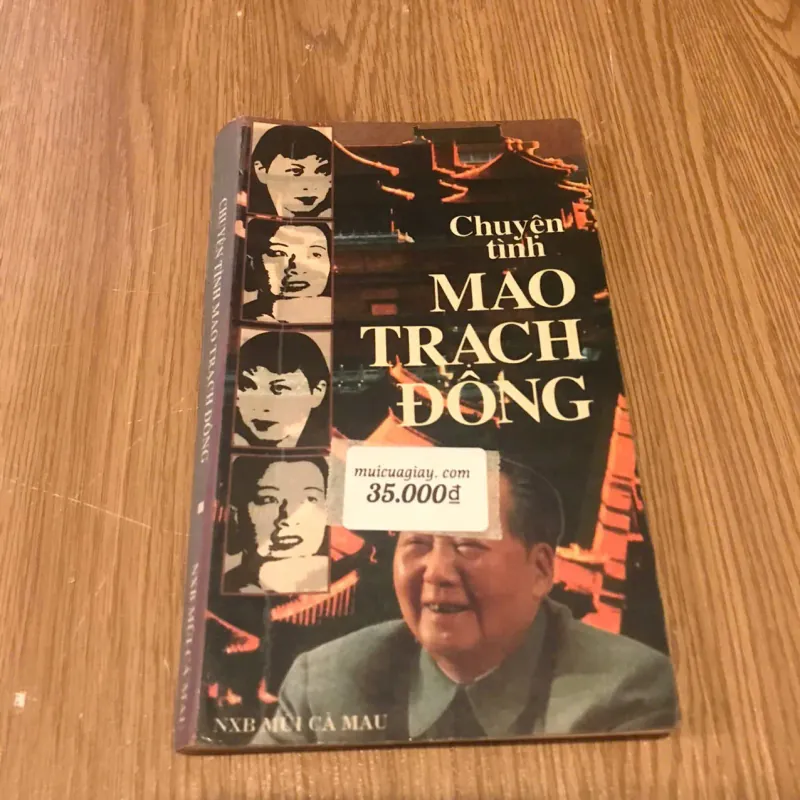 Chuyện
tình
MAO
TRẠCH
ĐÔNG
muicuagiay. com
35.000đ
NXB MŨI CÀ MAU
CHUYỆN TÌNH MAO TRẠCH ĐÔNG
NXB MŨI CÀ MAU